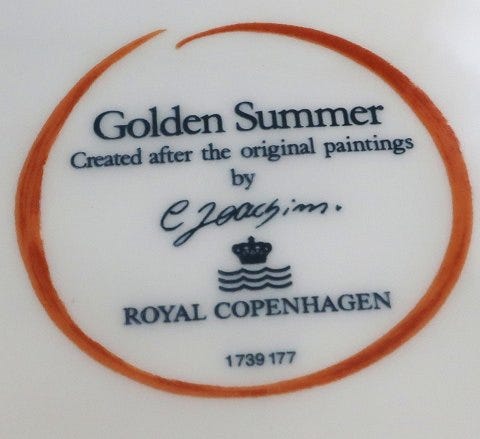 Golden Summer
Created after the original paintings
by
C Joachim.
ROYAL COPENHAGEN
1739 177